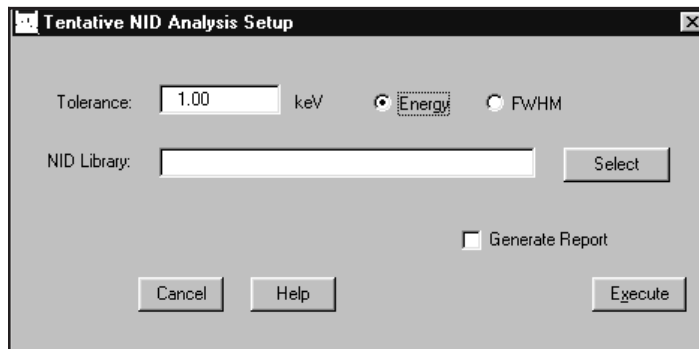 Tentative NID Analysis Setup
Tolerance: 1.00 keV Energy FWHM
NID Library: Select
Generate Report
Cancel Help Execute